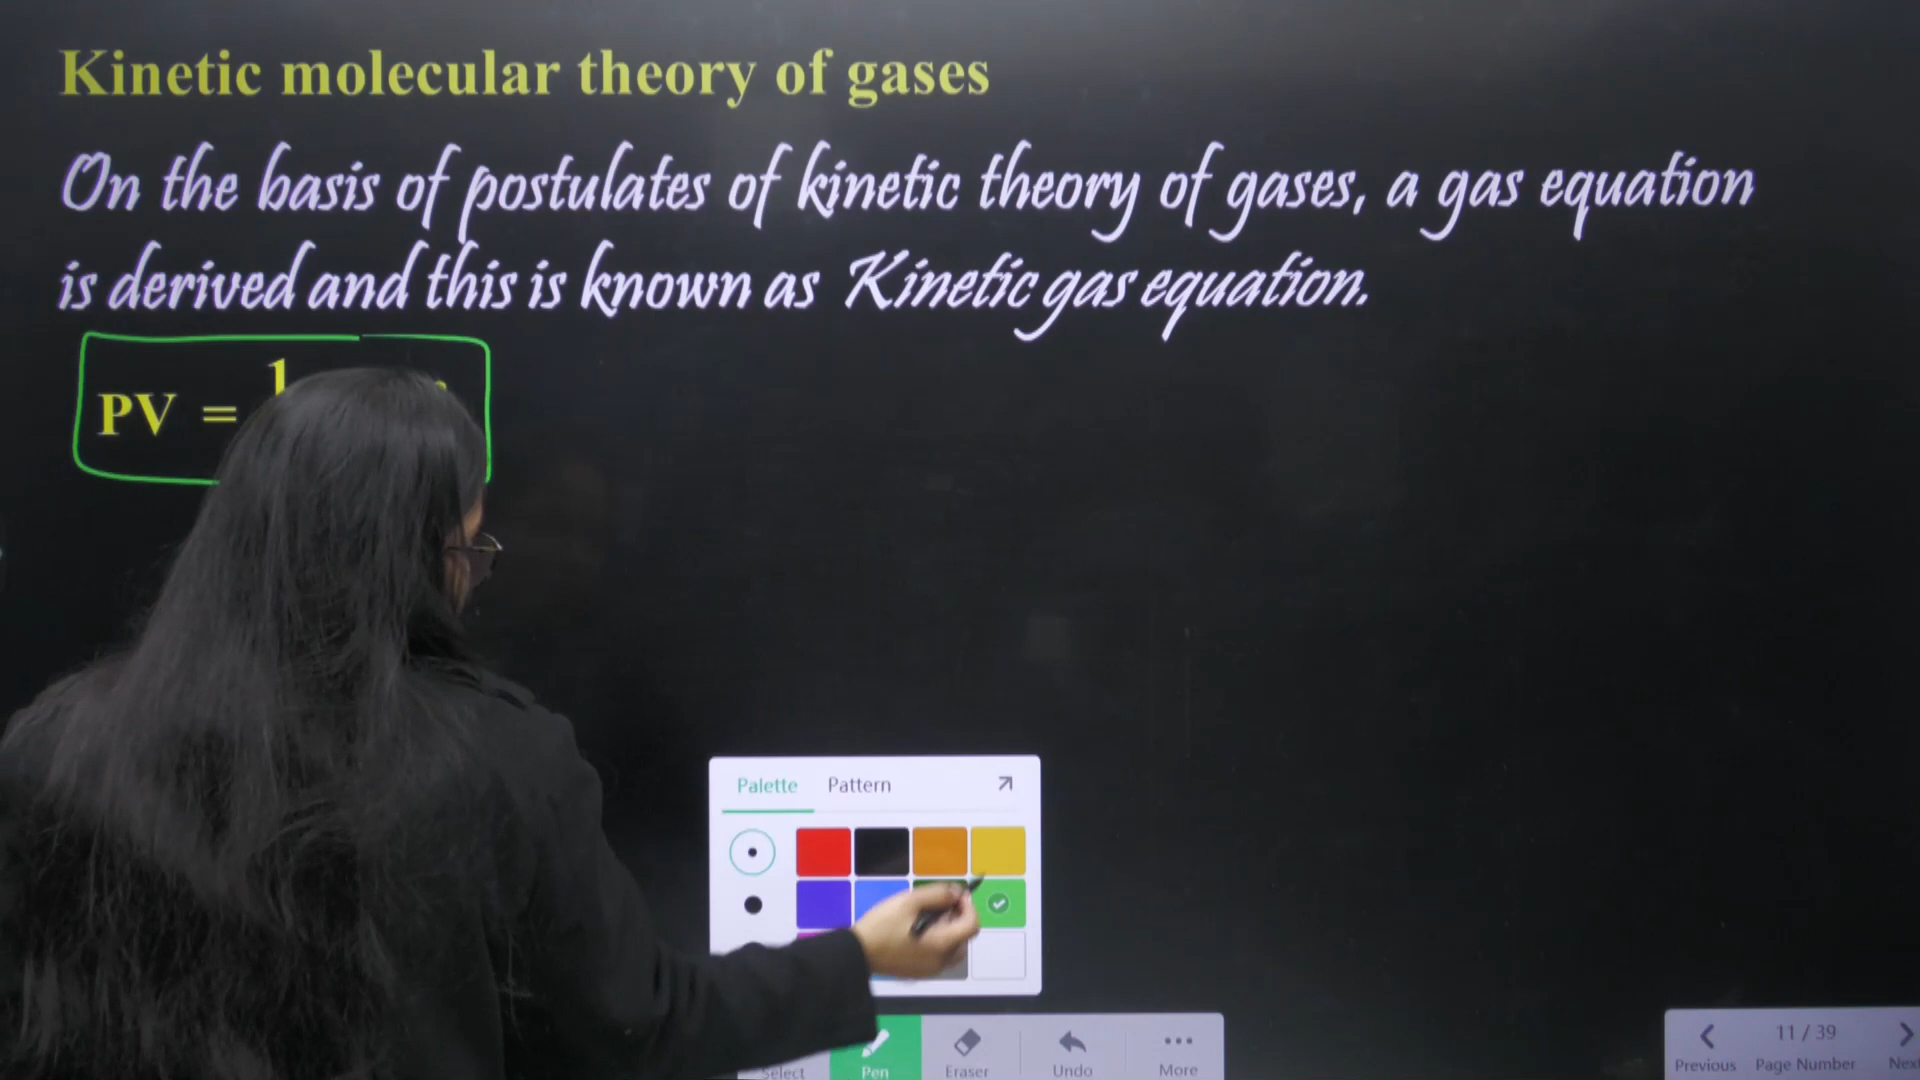 Kinetic molecular theory of gases
On the basis of postulates of kinetic theory of gases, a gas equation
is derived and this is known as Kinetic gas equation.
PV = 1
Palette Pattern
Select Pen Eraser Undo More
11 / 39
Previous Page Number Next